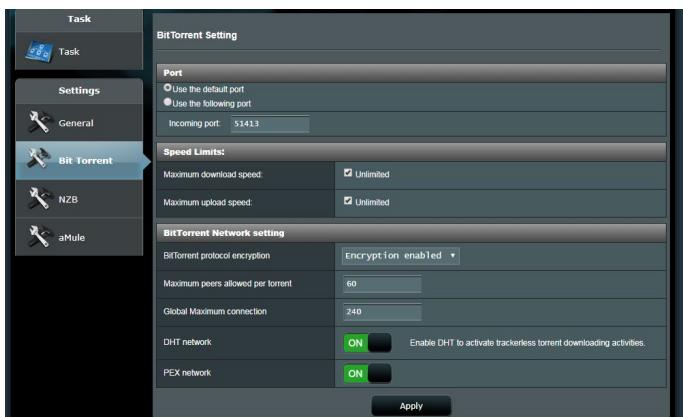 Task
Task
Settings
General
Bit Torrent
NZB
aMule
BitTorrent Setting
Port
Use the default port
Use the following port
Incoming port: 51413
Speed Limits:
Maximum download speed: Unlimited
Maximum upload speed: Unlimited
BitTorrent Network setting
BitTorrent protocol encryption Encryption enabled
Maximum peers allowed per torrent 60
Global Maximum connection 240
DHT network ON Enable DHT to activate trackerless torrent downloading activities.
PEX network ON
Apply